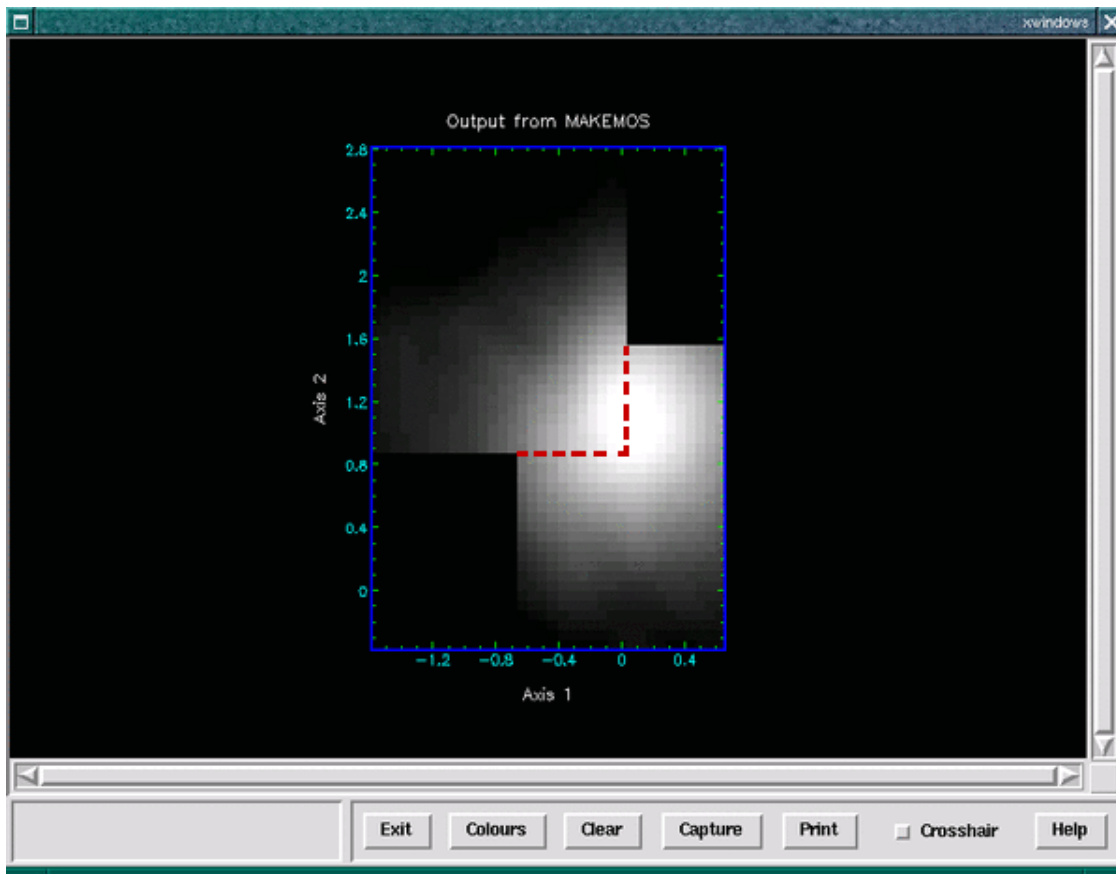 xwindows
Output from MAKEMOS
2.8
2.4
2
1.6
1.2
0.8
0.4
0
Axis 2
-1.2 -0.8 -0.4 0 0.4
Axis 1
Exit Colours Clear Capture Print Crosshair Help